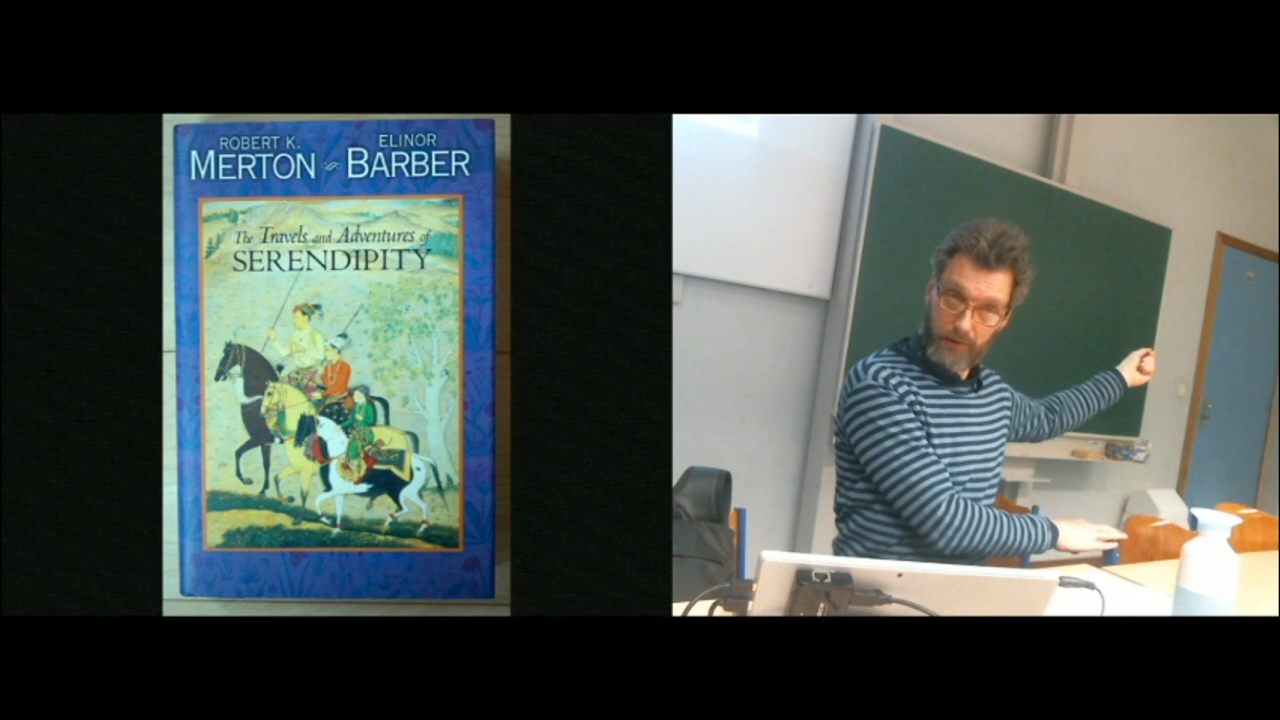 ROBERT K.
MERTON
ELINOR
BARBER
The Travels and Adventures of
SERENDIPITY